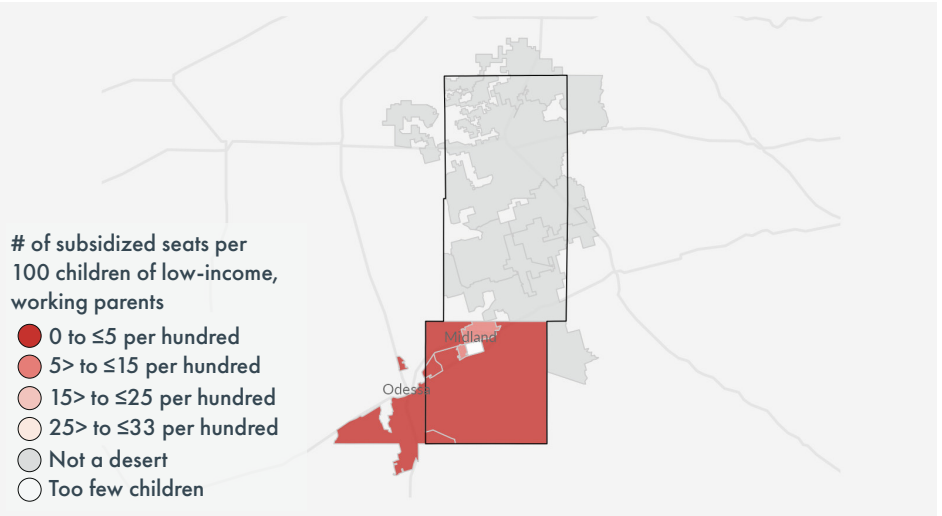 # of subsidized seats per
100 children of low-income,
working parents
0 to ≤5 per hundred
5> to ≤15 per hundred
15> to ≤25 per hundred
25> to ≤33 per hundred
Not a desert
Too few children
Midland
Odessa